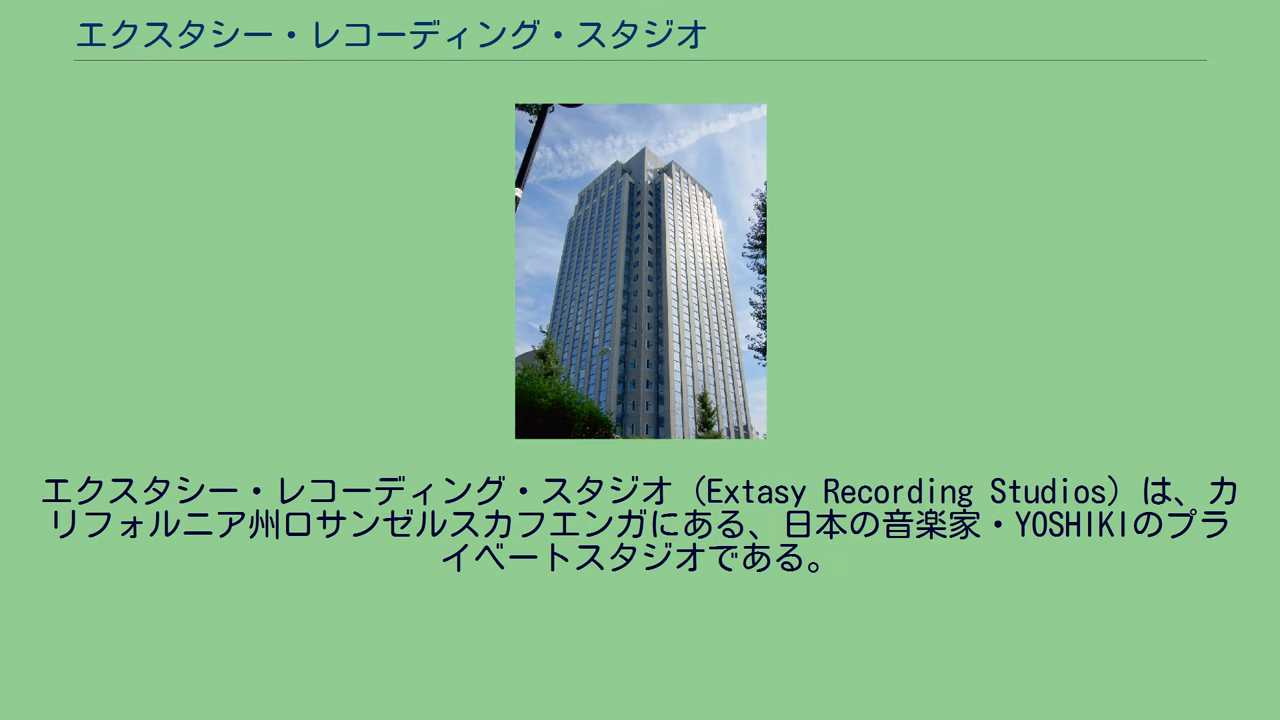 エクスタシー・レコーディング・スタジオ
エクスタシー・レコーディング・スタジオ（Extasy Recording Studios）は、カ
リフォルニア州ロサンゼルスカフエンガにある、日本の音楽家・YOSHIKIのプラ
イベートスタジオである。